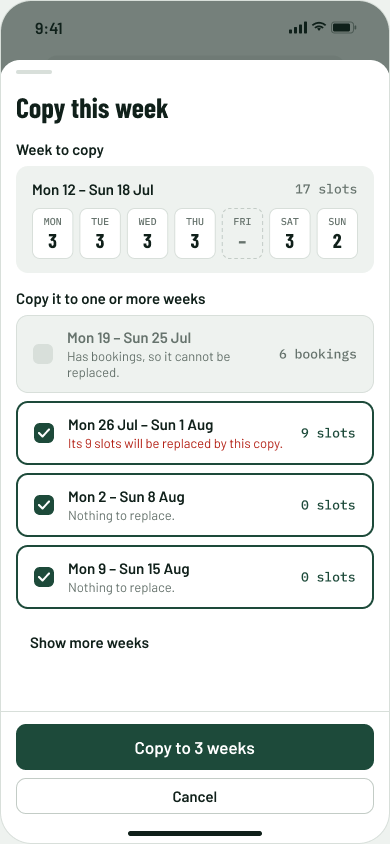 9:41
Copy this week
Week to copy
Mon 12 – Sun 18 Jul 17 slots
MON TUE WED THU FRI SAT SUN
3 3 3 3 – 3 2
Copy it to one or more weeks
Mon 19 – Sun 25 Jul
Has bookings, so it cannot be
replaced.
6 bookings
Mon 26 Jul – Sun 1 Aug
Its 9 slots will be replaced by this copy.
9 slots
Mon 2 – Sun 8 Aug
Nothing to replace.
0 slots
Mon 9 – Sun 15 Aug
Nothing to replace.
0 slots
Show more weeks
Copy to 3 weeks
Cancel